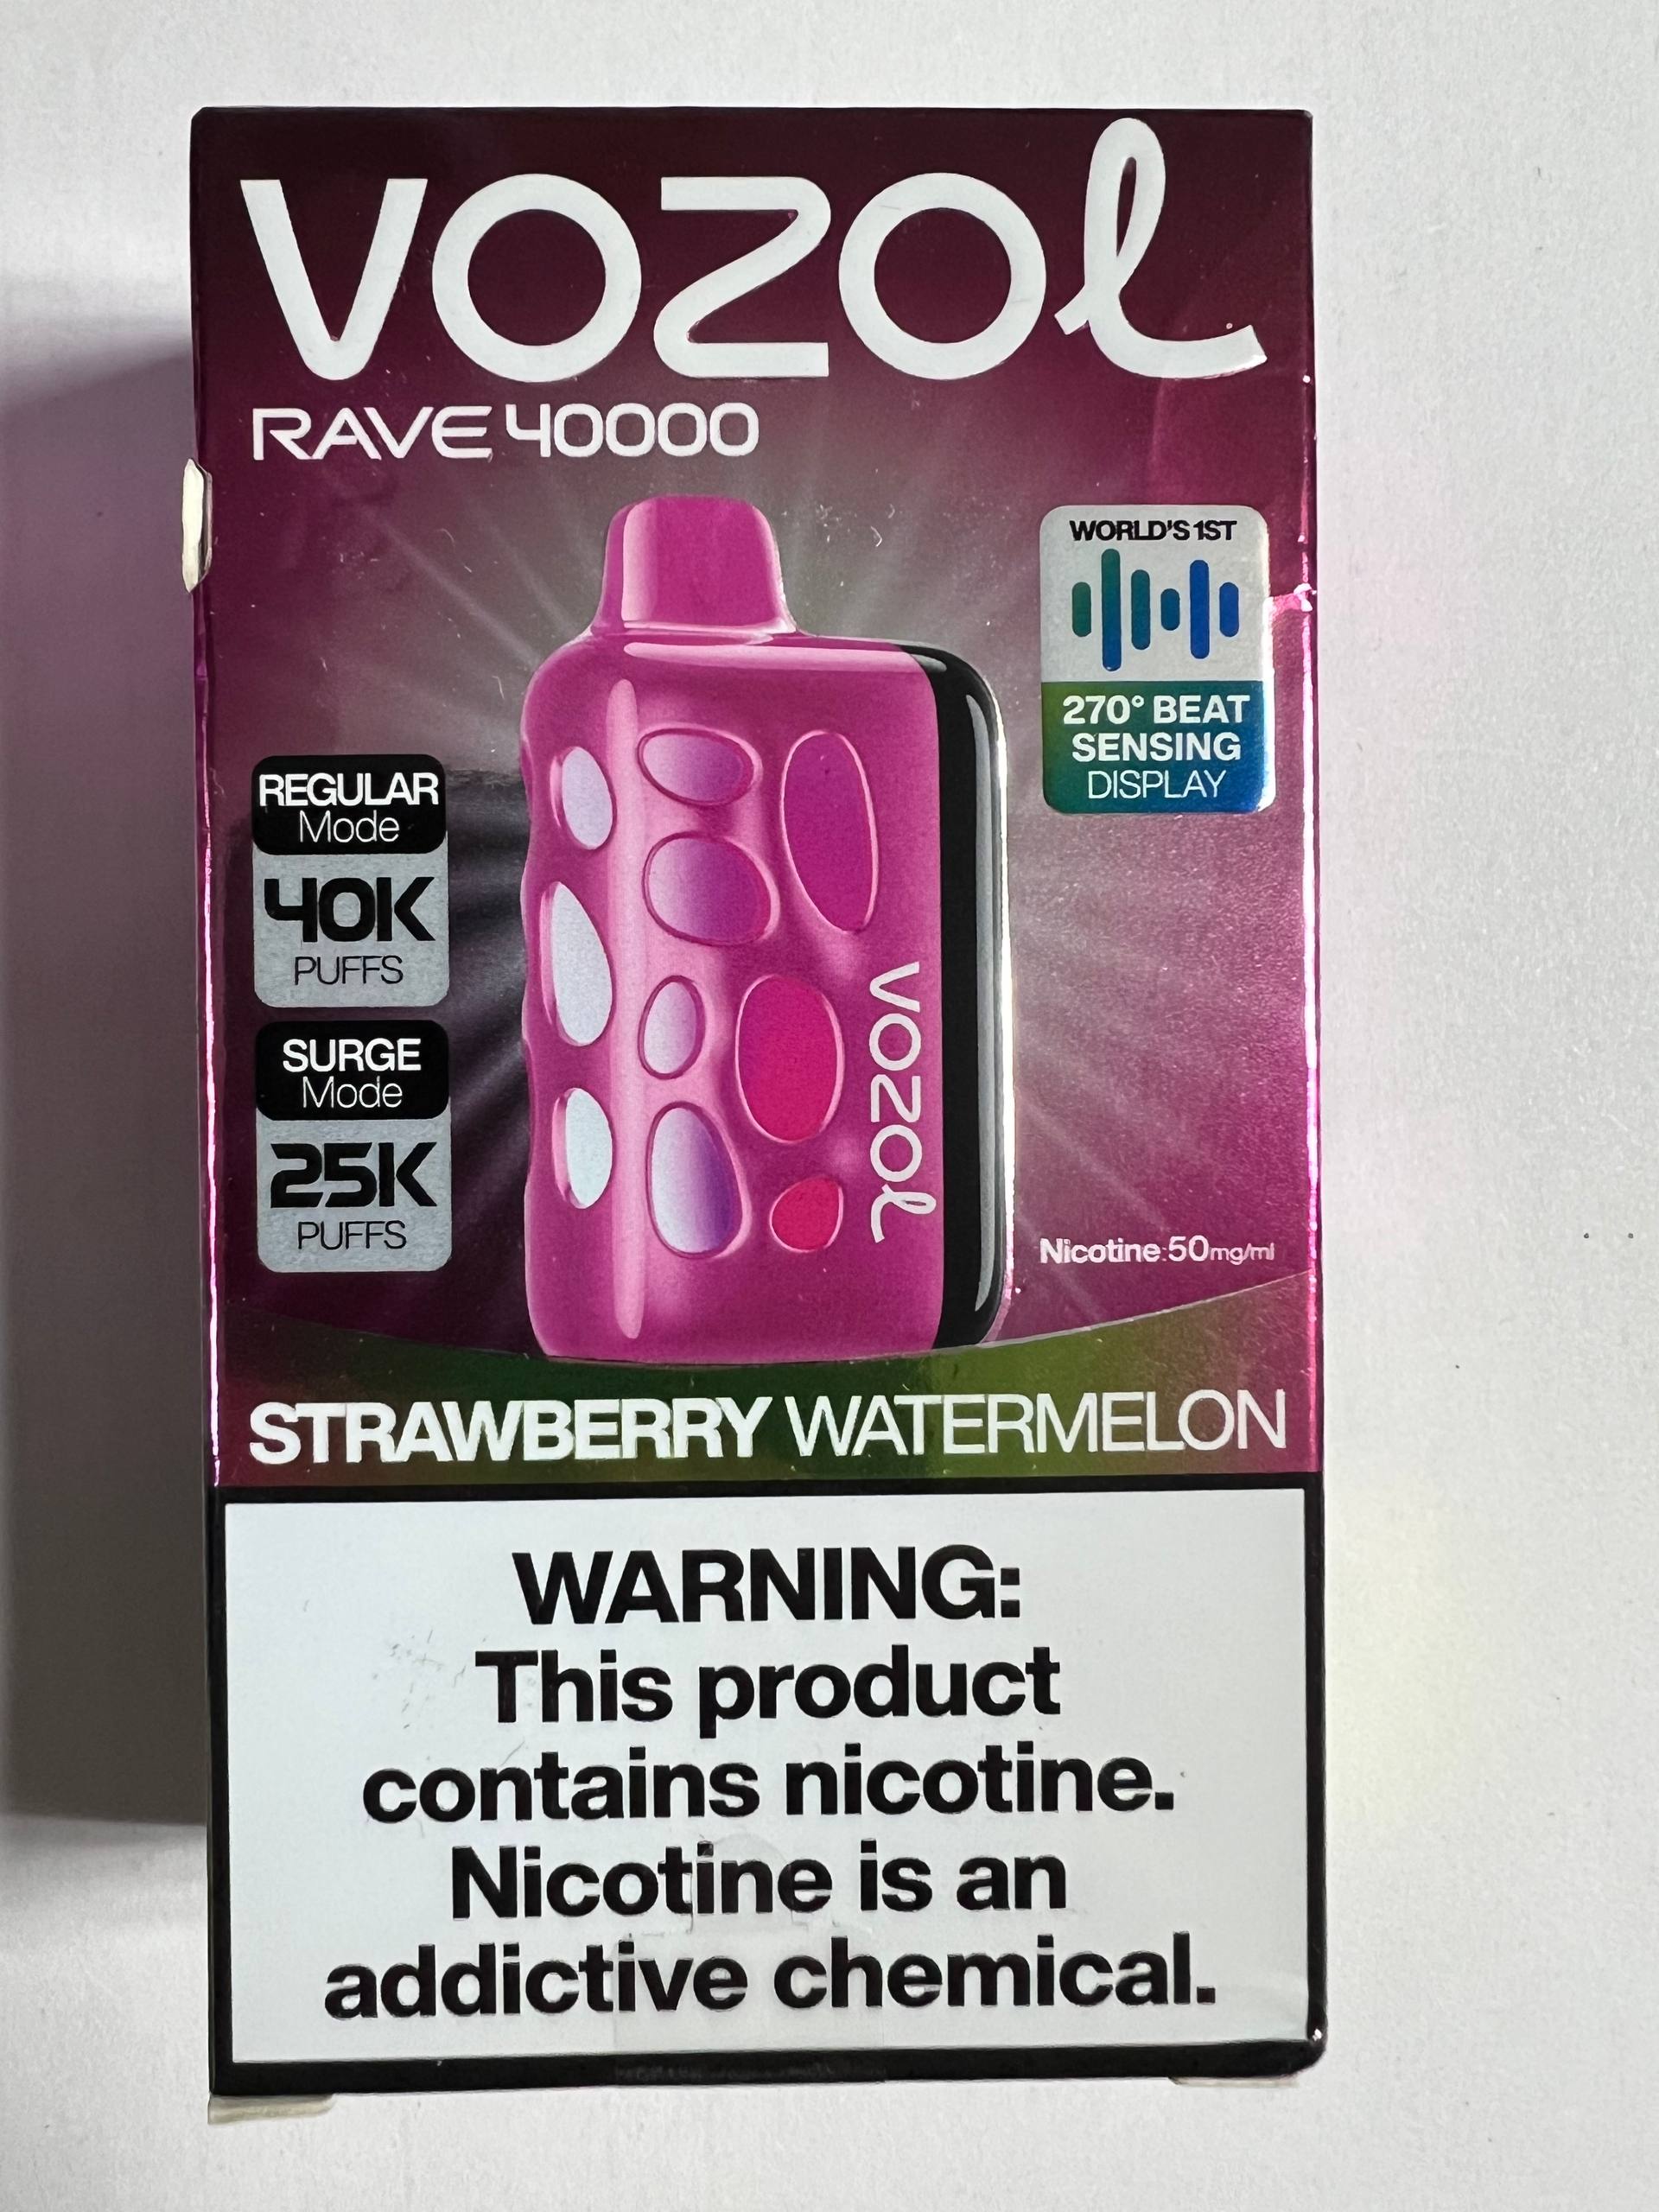 VOZOL
RAVE 40000
WORLD'S 1ST
270° BEAT
SENSING
DISPLAY
REGULAR
Mode
40K
PUFFS
SURGE
Mode
25K
PUFFS
VOZOL
Nicotine:50mg/ml
STRAWBERRY WATERMELON
WARNING:
This product
contains nicotine.
Nicotine is an
addictive chemical.